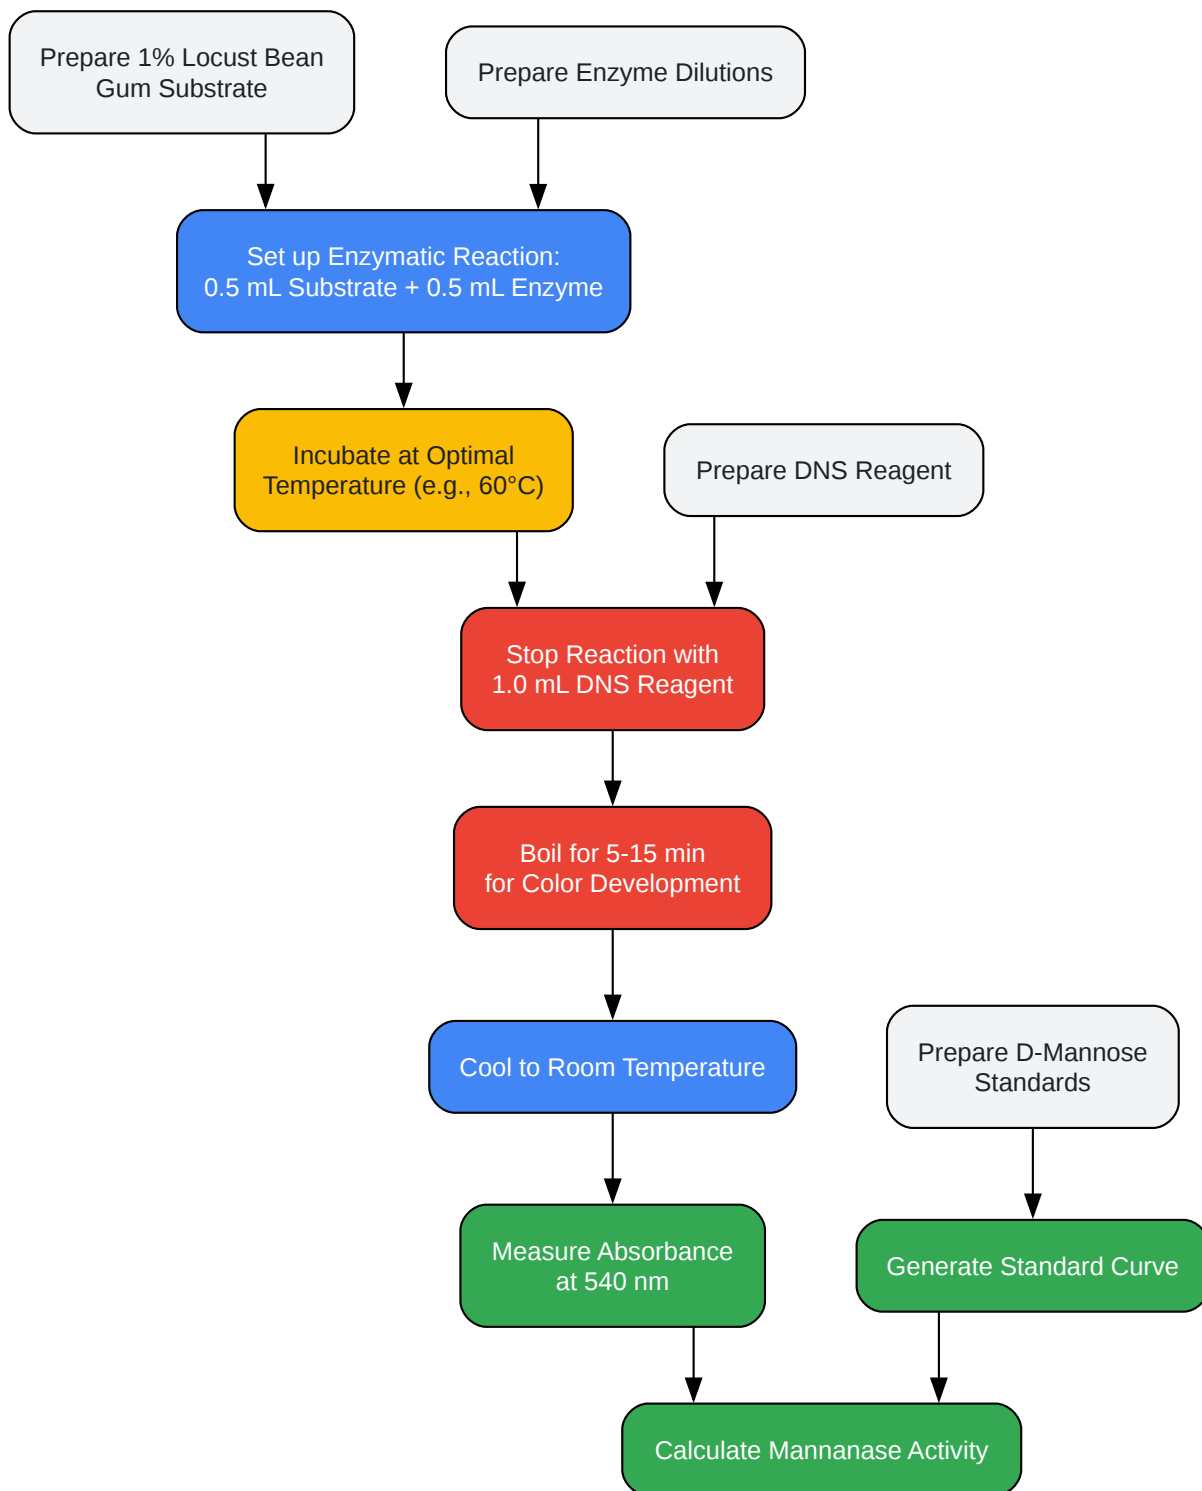 Prepare 1% Locust Bean
Gum Substrate
Prepare Enzyme Dilutions
Set up Enzymatic Reaction:
0.5 mL Substrate + 0.5 mL Enzyme
Incubate at Optimal
Temperature (e.g., 60°C)
Prepare DNS Reagent
Stop Reaction with
1.0 mL DNS Reagent
Boil for 5-15 min
for Color Development
Cool to Room Temperature
Prepare D-Mannose
Standards
Measure Absorbance
at 540 nm
Generate Standard Curve
Calculate Mannanase Activity